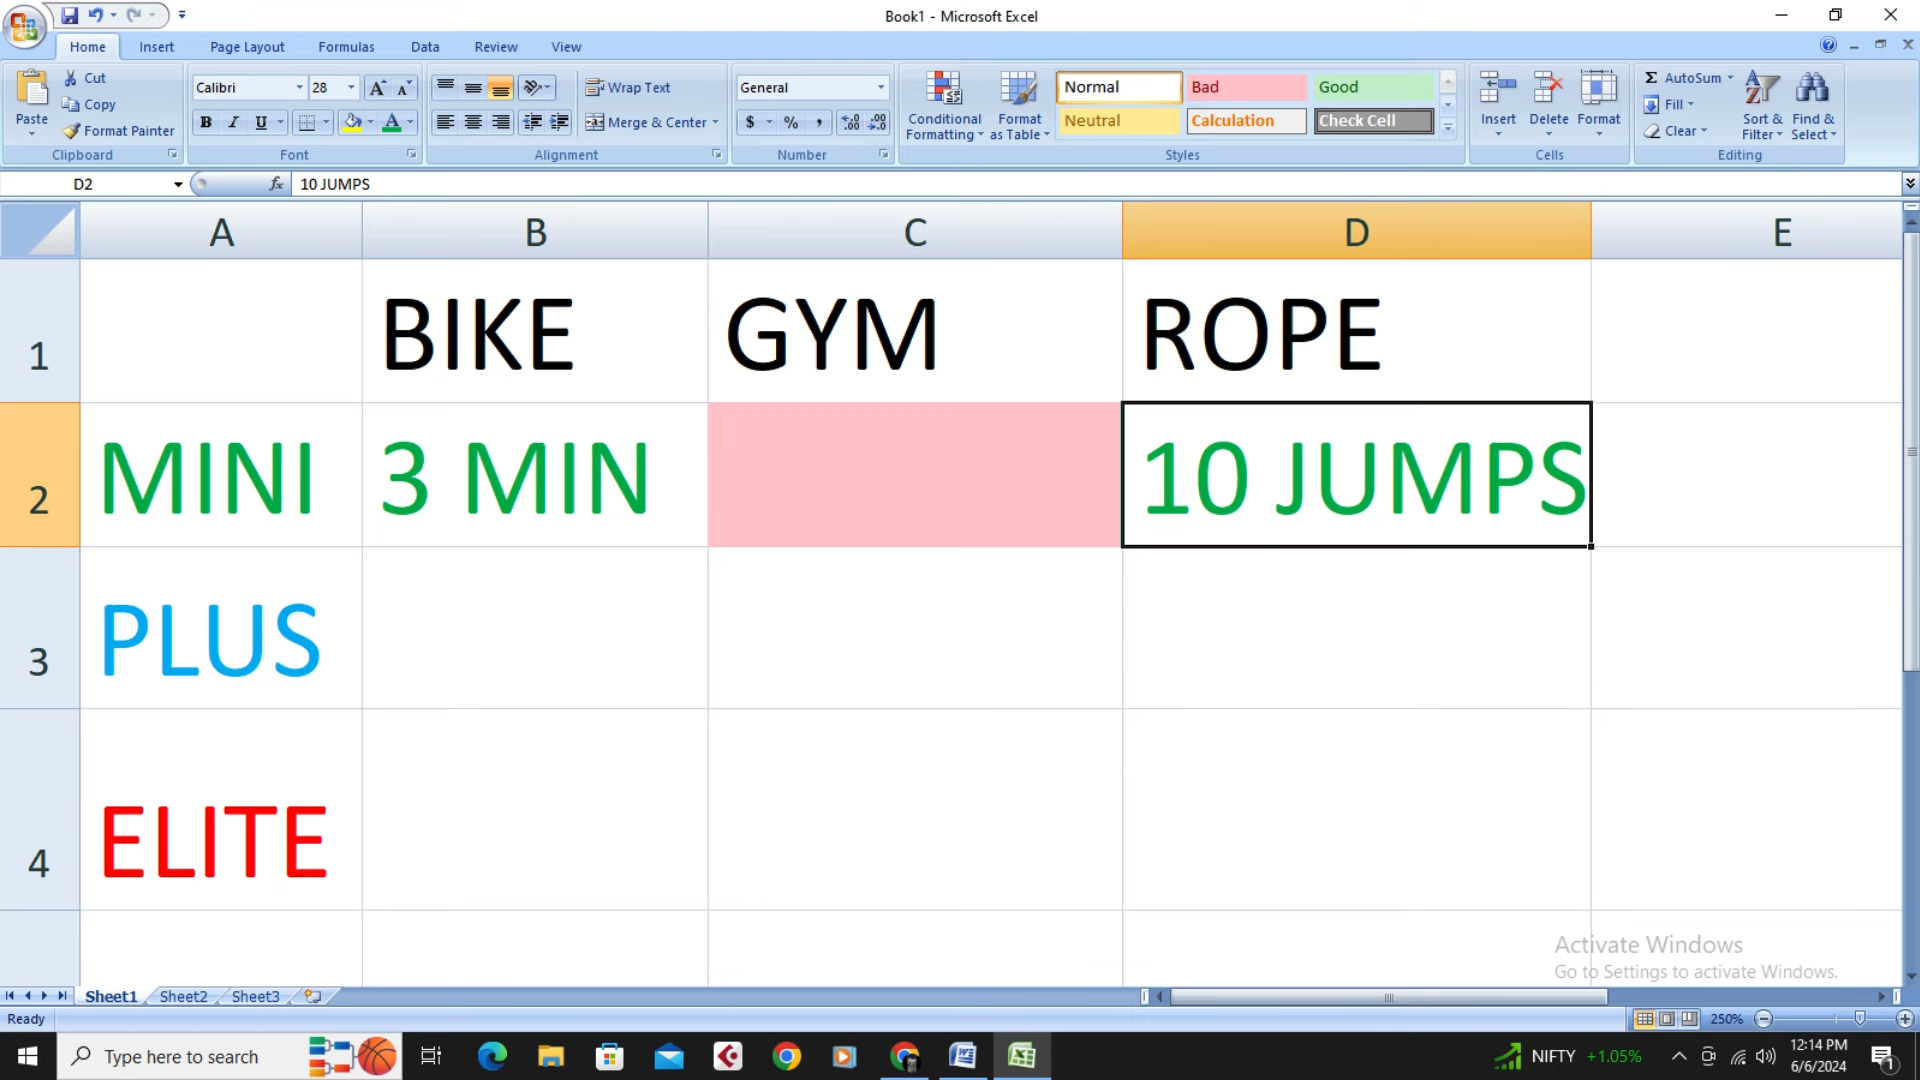 Book1 - Microsoft Excel
Home Insert Page Layout Formulas Data Review View
Paste Cut Copy Format Painter
Calibri 28
B I U
Wrap Text
Merge & Center
General
$ % ,
Conditional Formatting Format as Table
Normal Bad Good
Neutral Calculation Check Cell
Insert Delete Format
Σ AutoSum Fill Clear
Sort & Filter Find & Select
Clipboard Font Alignment Number Styles Cells Editing
D2 fx 10 JUMPS
A B C D E
1 BIKE GYM ROPE
2 MINI 3 MIN 10 JUMPS
3 PLUS
4 ELITE
Activate Windows
Go to Settings to activate Windows.
Sheet1 Sheet2 Sheet3
Ready 250%
Type here to search
NIFTY +1.05%
12:14 PM
6/6/2024
1